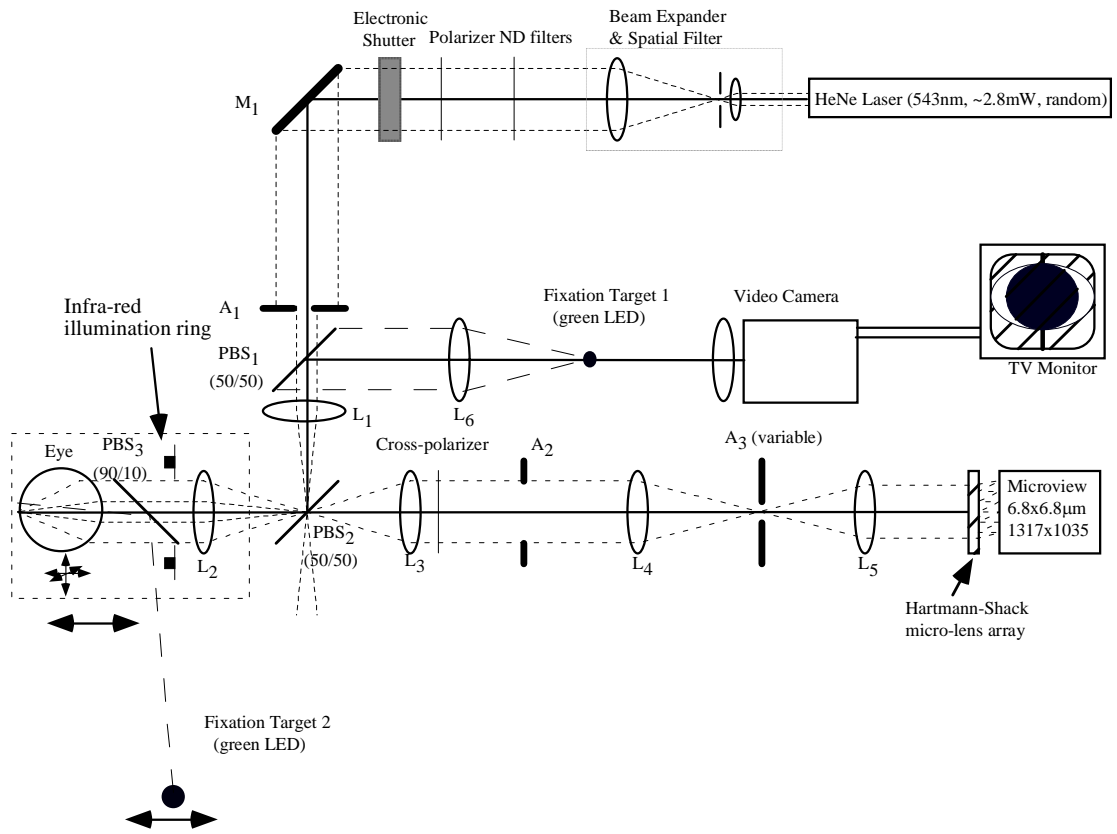 Electronic
Shutter
Polarizer ND filters
Beam Expander
& Spatial Filter
M1
HeNe Laser (543nm, ~2.8mW, random)
Infra-red
illumination ring
A1
PBS1
(50/50)
L1
L6
Fixation Target 1
(green LED)
Video Camera
TV Monitor
Eye
PBS3
(90/10)
L2
PBS2
(50/50)
Cross-polarizer
L3
A2
L4
A3 (variable)
L5
Microview
6.8x6.8µm
1317x1035
Hartmann-Shack
micro-lens array
Fixation Target 2
(green LED)